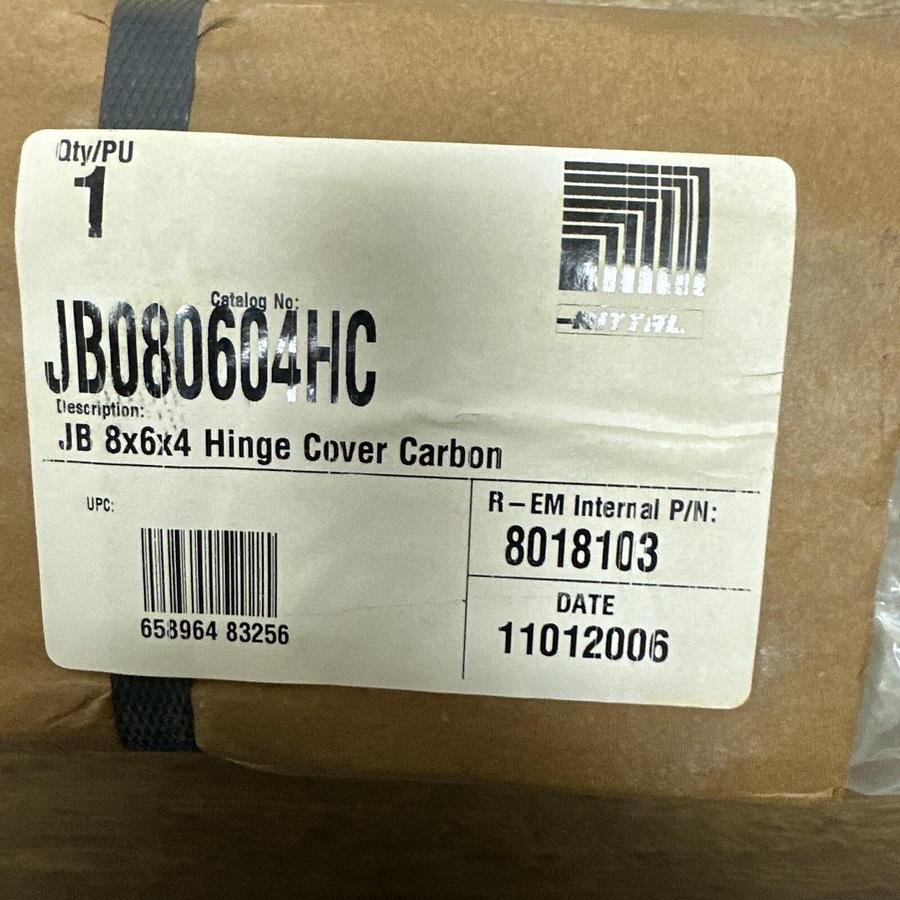 Qty/PU
1
RITTAL
Catalog No:
JB080604HC
Description:
JB 8x6x4 Hinge Cover Carbon
UPC:
658964 83256
R-EM Internal P/N:
8018103
DATE
11012006